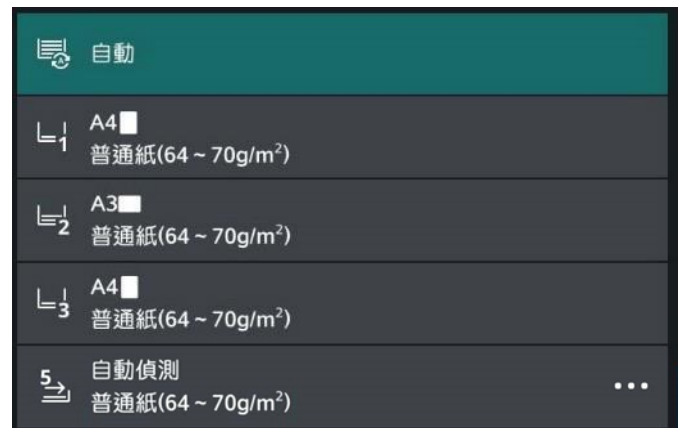 自動
A4
1 普通紙(64 ~ 70g/m²)
A3
2 普通紙(64 ~ 70g/m²)
A4
3 普通紙(64 ~ 70g/m²)
5 自動偵測
普通紙(64 ~ 70g/m²)